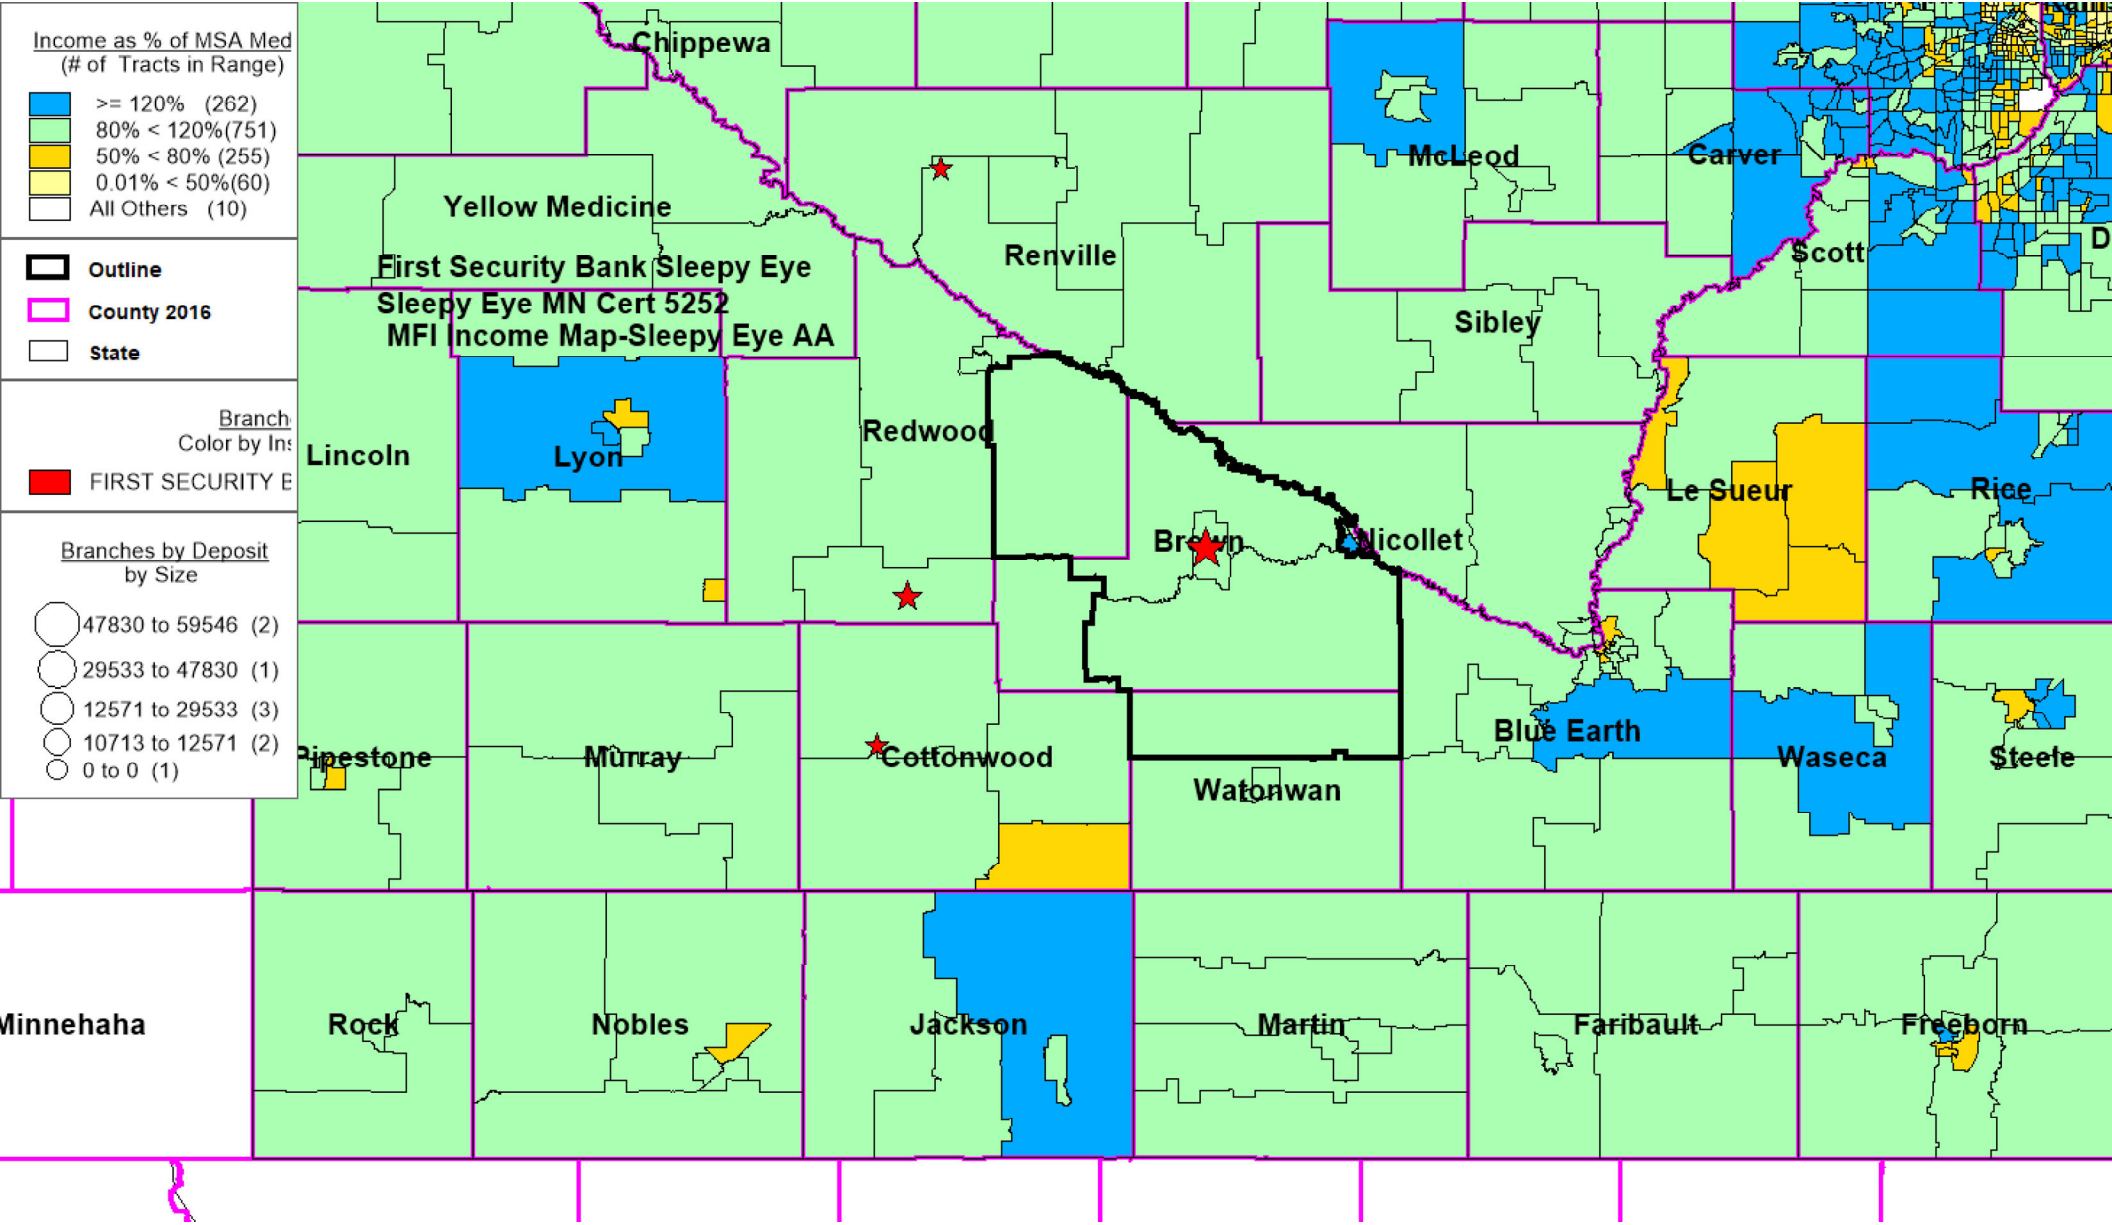 Income as % of MSA Med
(# of Tracts in Range)
>= 120% (262)
80% < 120%(751)
50% < 80% (255)
0.01% < 50%(60)
All Others (10)
Outline
County 2016
State
Branch
Color by Ins
FIRST SECURITY B
Branches by Deposit
by Size
47830 to 59546 (2)
29533 to 47830 (1)
12571 to 29533 (3)
10713 to 12571 (2)
0 to 0 (1)
Chippewa
McLeod
Carver
Yellow Medicine
Renville
Scott
D
First Security Bank Sleepy Eye
Sleepy Eye MN Cert 5252
MFI Income Map-Sleepy Eye AA
Sibley
Lincoln
Lyon
Redwood
Le Sueur
Rice
Brown
Nicollet
Pipestone
Murray
Cottonwood
Watonwan
Blue Earth
Waseca
Steele
Minnehaha
Rock
Nobles
Jackson
Martin
Faribault
Freeborn